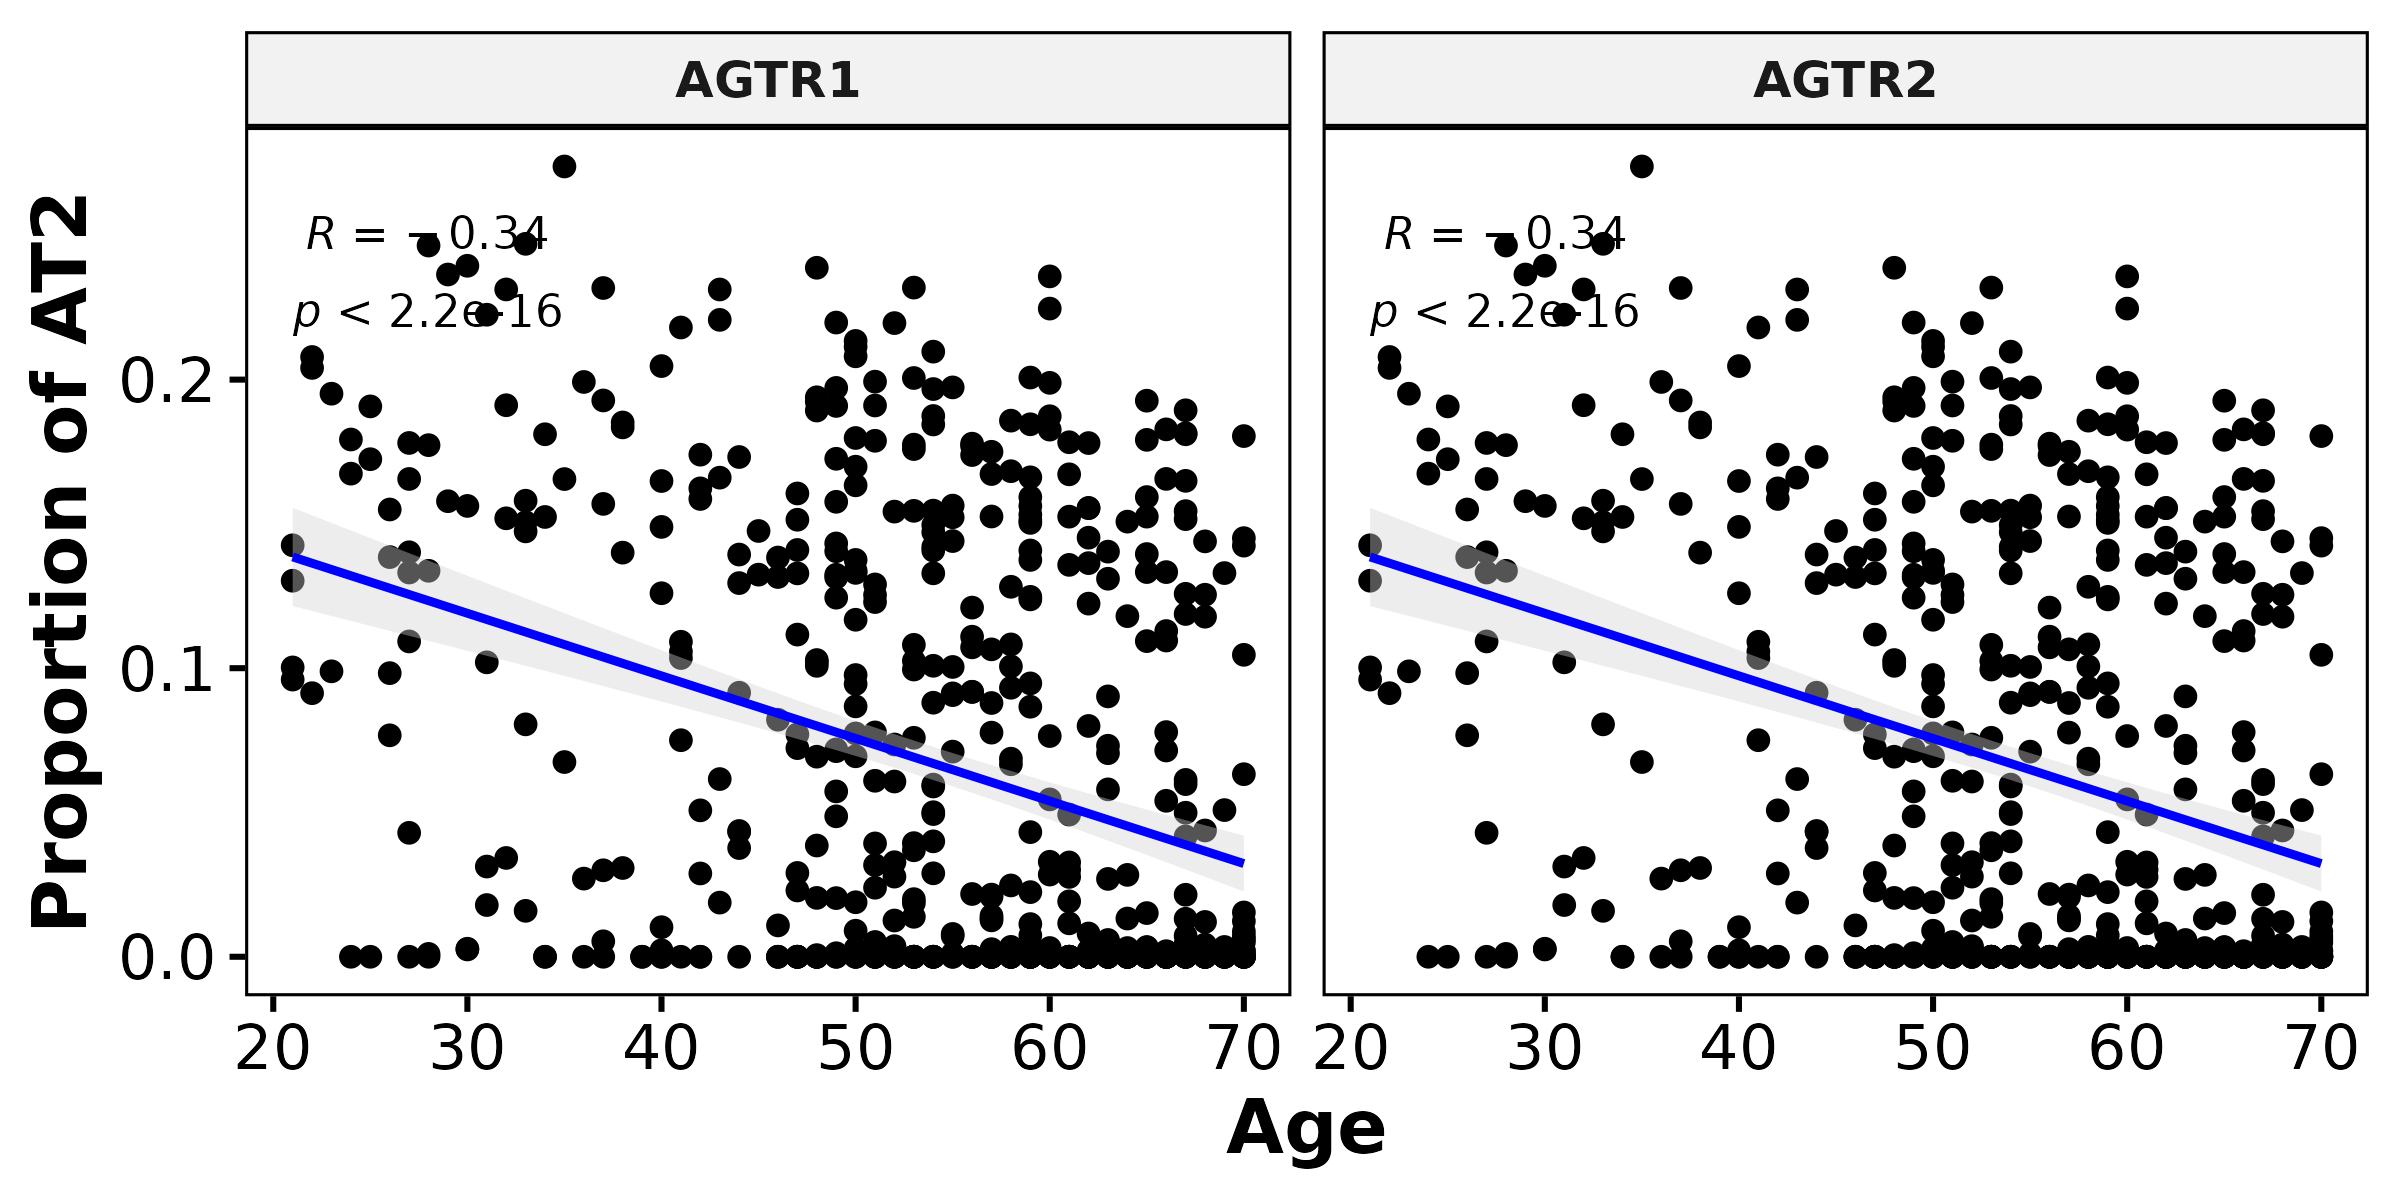 AGTR1 AGTR2
R = −0.34 R = −0.34
p < 2.2e-16 p < 2.2e-16
Proportion of AT2
0.2
0.1
0.0
20 30 40 50 60 70 20 30 40 50 60 70
Age